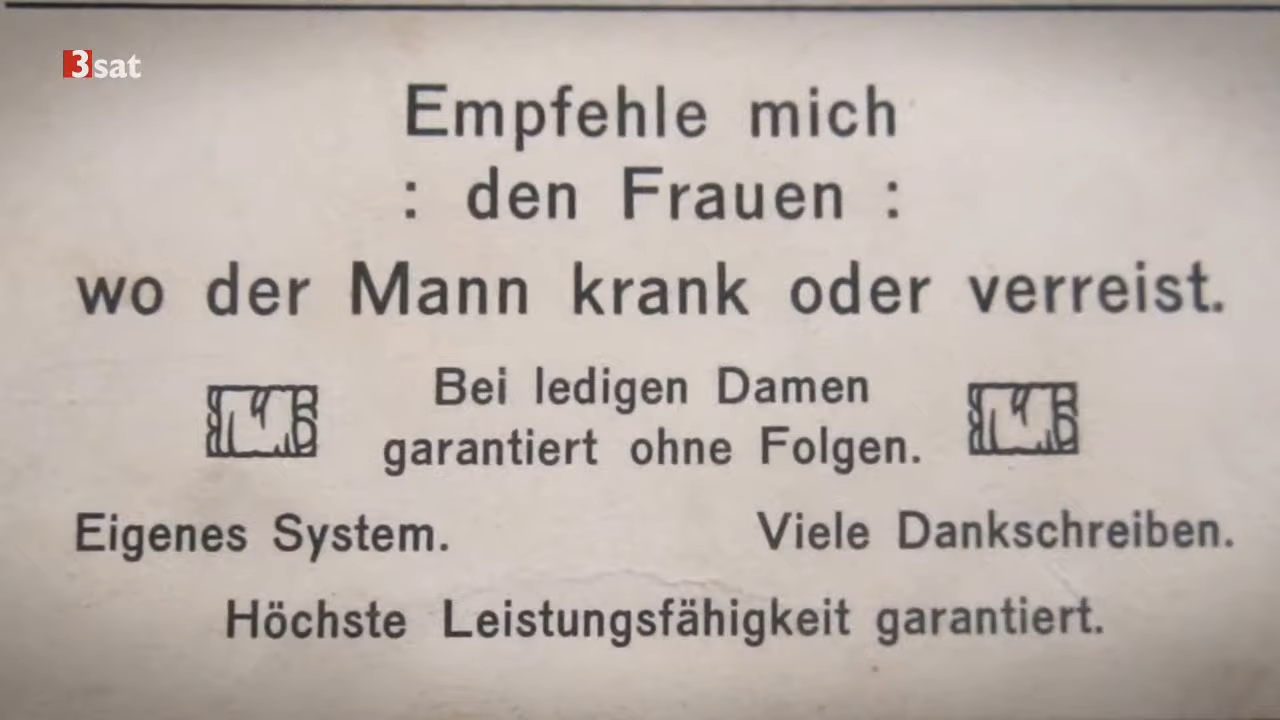 3sat
Empfehle mich
: den Frauen :
wo der Mann krank oder verreist.
Bei ledigen Damen
garantiert ohne Folgen.
Eigenes System. Viele Dankschreiben.
Höchste Leistungsfähigkeit garantiert.